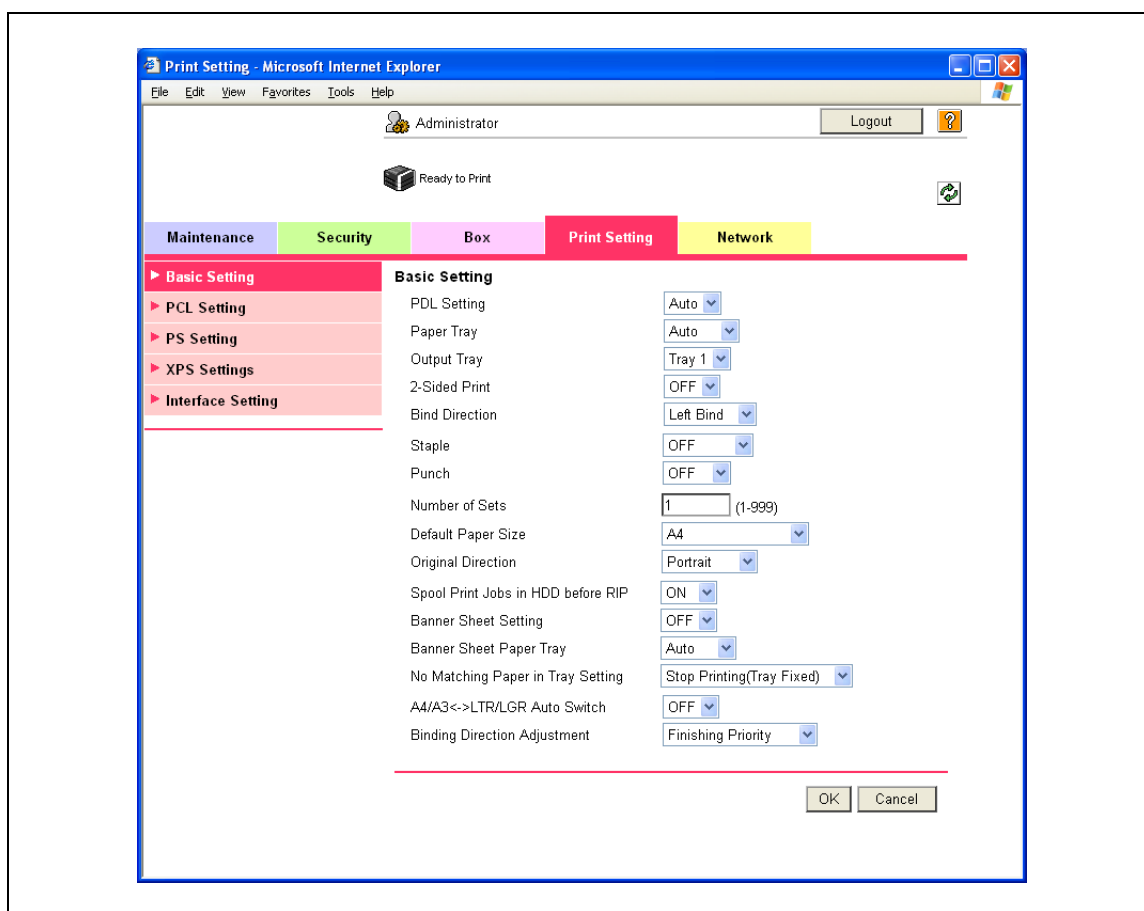 Print Setting - Microsoft Internet Explorer
File Edit View Favorites Tools Help
Administrator Logout ?
Ready to Print
Maintenance Security Box Print Setting Network
Basic Setting
PCL Setting
PS Setting
XPS Settings
Interface Setting
Basic Setting
PDL Setting Auto
Paper Tray Auto
Output Tray Tray 1
2-Sided Print OFF
Bind Direction Left Bind
Staple OFF
Punch OFF
Number of Sets 1 (1-999)
Default Paper Size A4
Original Direction Portrait
Spool Print Jobs in HDD before RIP ON
Banner Sheet Setting OFF
Banner Sheet Paper Tray Auto
No Matching Paper in Tray Setting Stop Printing(Tray Fixed)
A4/A3<->LTR/LGR Auto Switch OFF
Binding Direction Adjustment Finishing Priority
OK Cancel